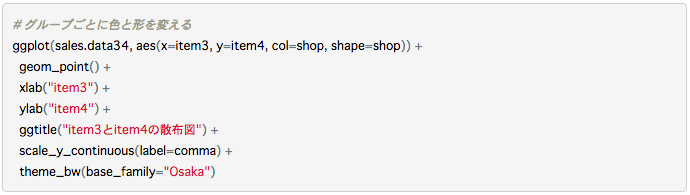 #グループごとに色と形を変える
ggplot(sales.data34, aes(x=item3, y=item4, col=shop, shape=shop)) +
  geom_point() +
  xlab("item3") +
  ylab("item4") +
  ggtitle("item3とitem4の散布図") +
  scale_y_continuous(label=comma) +
  theme_bw(base_family="Osaka")